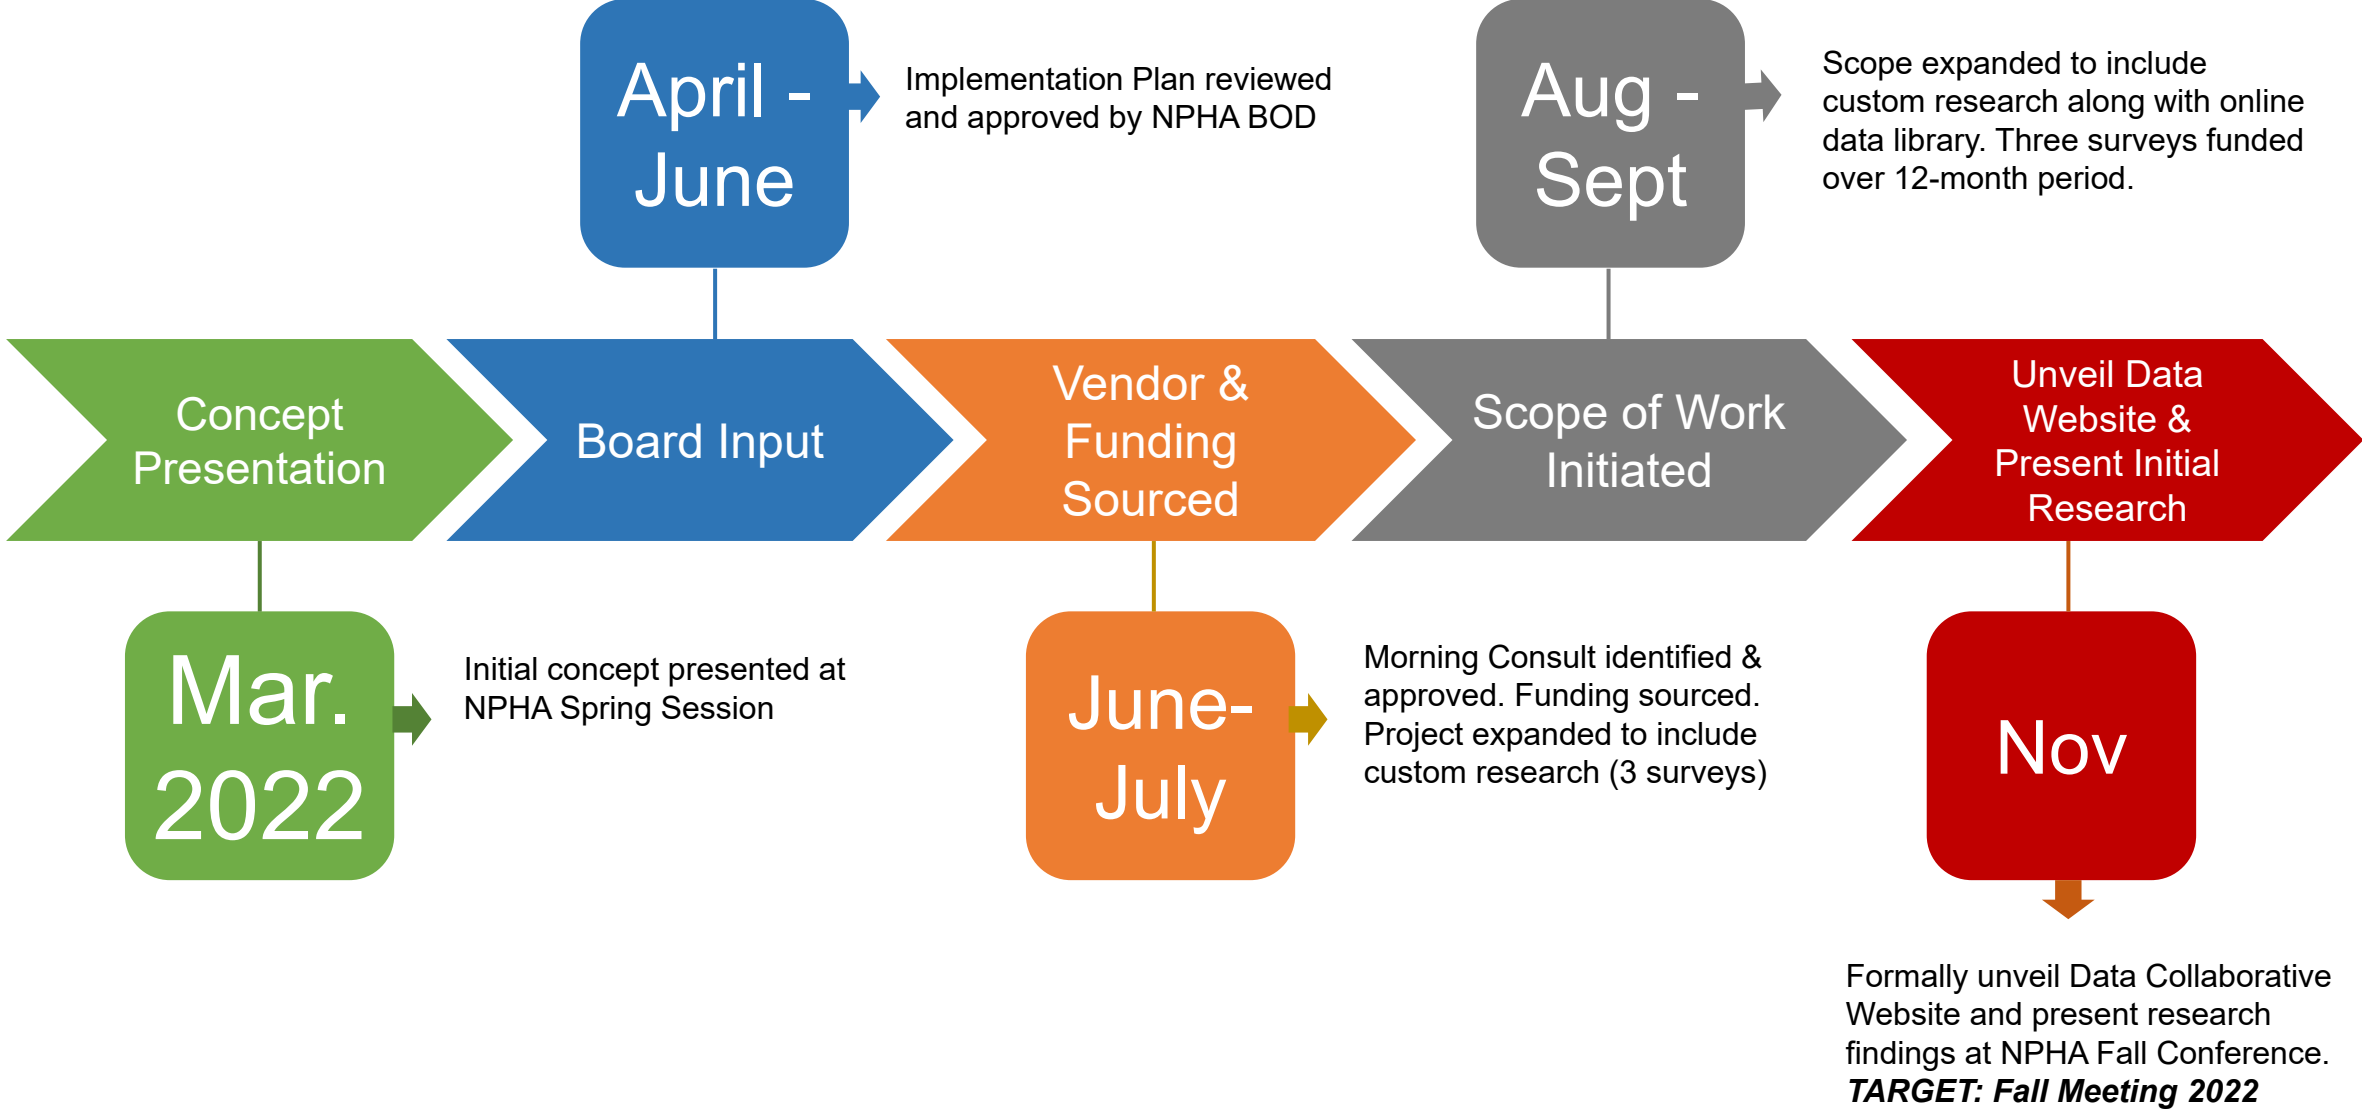 April -
June
Implementation Plan reviewed
and approved by NPHA BOD
Aug -
Sept
Scope expanded to include
custom research along with online
data library. Three surveys funded
over 12-month period.
Concept
Presentation
Board Input
Vendor &
Funding
Sourced
Scope of Work
Initiated
Unveil Data
Website &
Present Initial
Research
Mar.
2022
Initial concept presented at
NPHA Spring Session
June-
July
Morning Consult identified &
approved. Funding sourced.
Project expanded to include
custom research (3 surveys)
Nov
Formally unveil Data Collaborative
Website and present research
findings at NPHA Fall Conference.
TARGET: Fall Meeting 2022